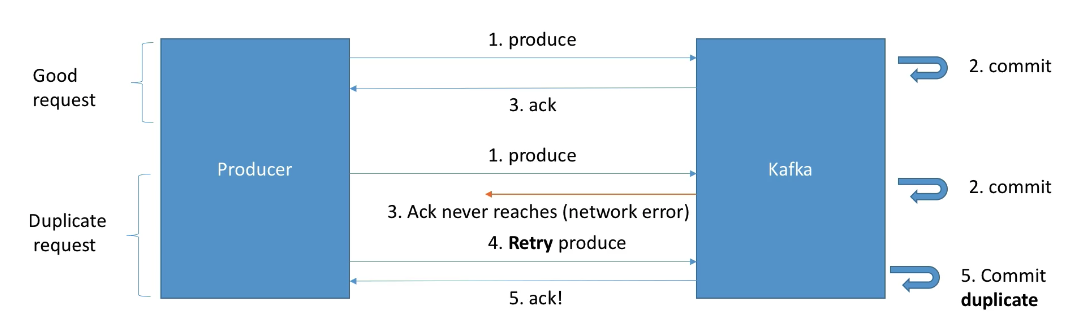 1. produce
Good
request
2. commit
3. ack
1. produce
Producer
Kafka
2. commit
3. Ack never reaches (network error)
Duplicate
request
4. Retry produce
5. Commit
duplicate
5. ack!